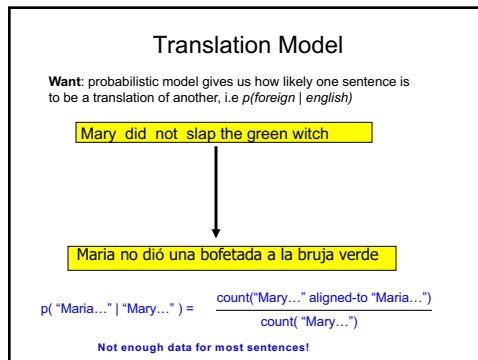 Translation Model
Want: probabilistic model gives us how likely one sentence is
to be a translation of another, i.e p(foreign | english)
Mary did not slap the green witch
Maria no dió una bofetada a la bruja verde
p( “Maria…” | “Mary…” ) =
count(“Mary…” aligned-to “Maria…”)
count( “Mary…”)
Not enough data for most sentences!